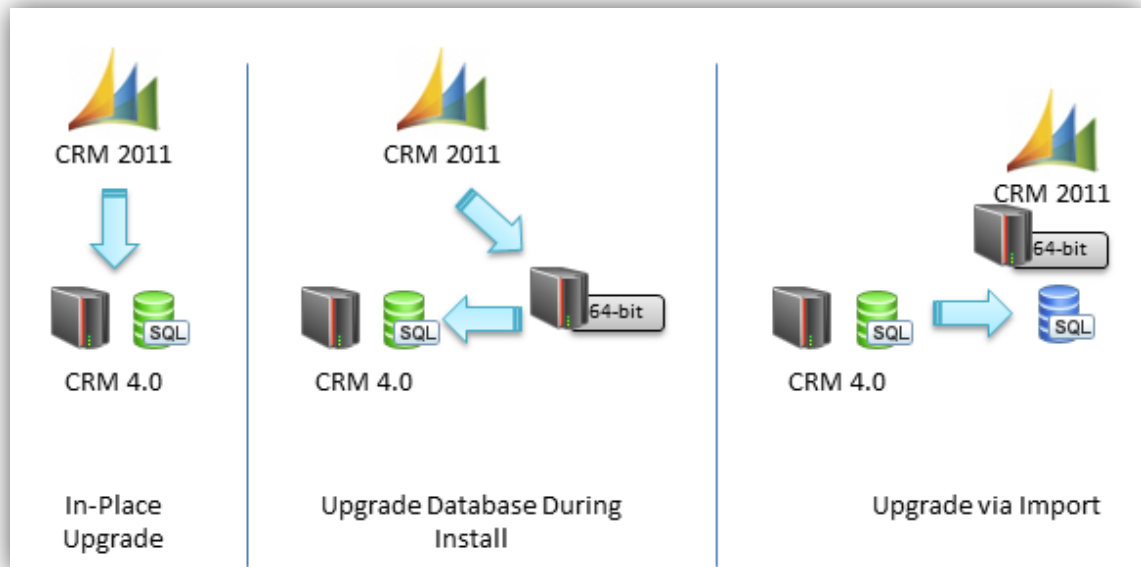 CRM 2011
SQL
CRM 4.0
In-Place
Upgrade
CRM 2011
64-bit
SQL
CRM 4.0
Upgrade Database During
Install
CRM 2011
64-bit
SQL
SQL
CRM 4.0
Upgrade via Import